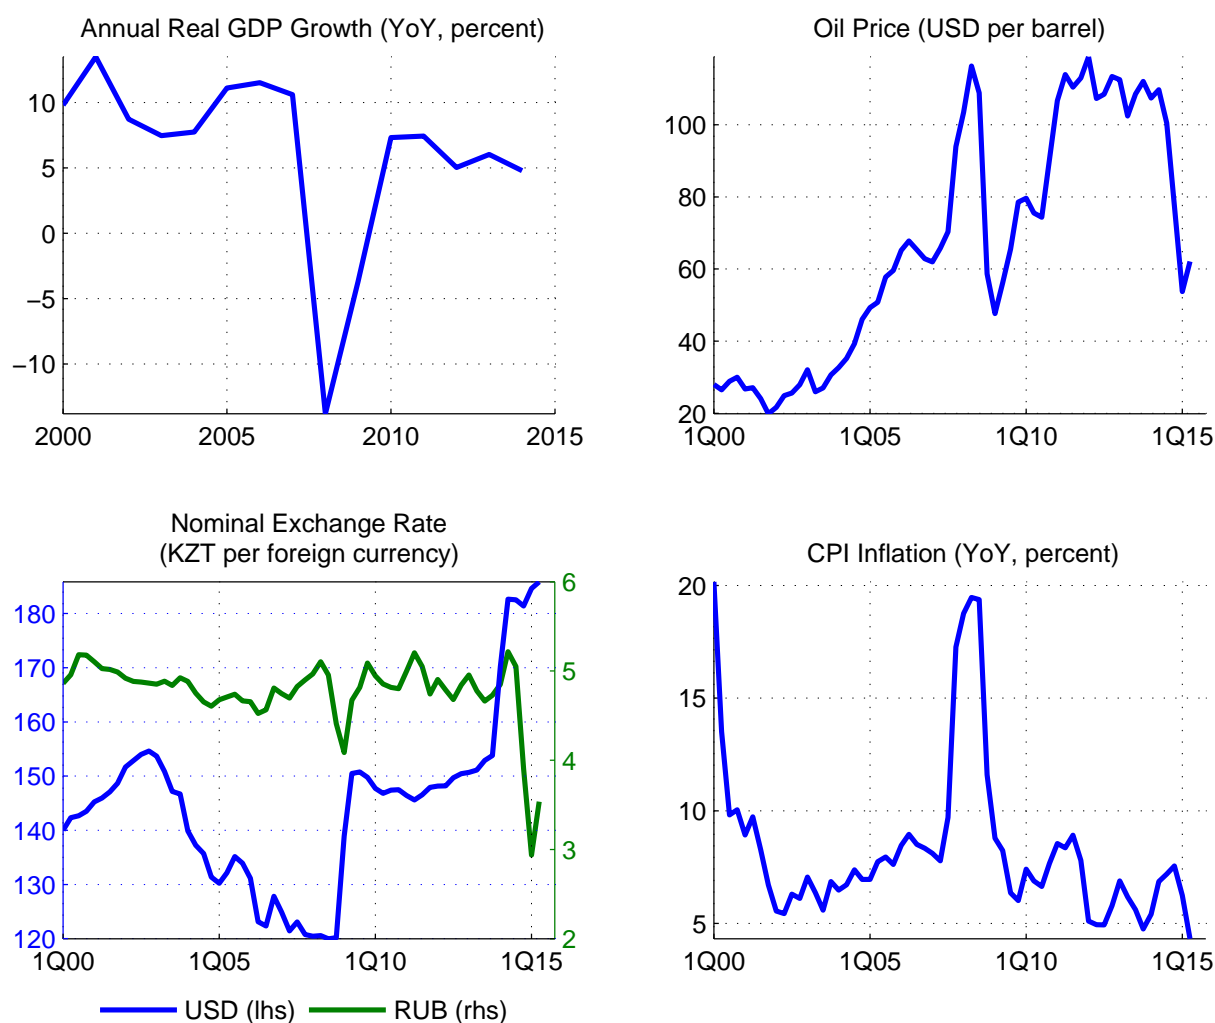 Annual Real GDP Growth (YoY, percent)
10
5
0
−5
−10
2000 2005 2010 2015
Oil Price (USD per barrel)
100
80
60
40
20
1Q00 1Q05 1Q10 1Q15
Nominal Exchange Rate
(KZT per foreign currency)
180
170
160
150
140
130
120
6
5
4
3
2
1Q00 1Q05 1Q10 1Q15
USD (lhs) RUB (rhs)
CPI Inflation (YoY, percent)
20
15
10
5
1Q00 1Q05 1Q10 1Q15